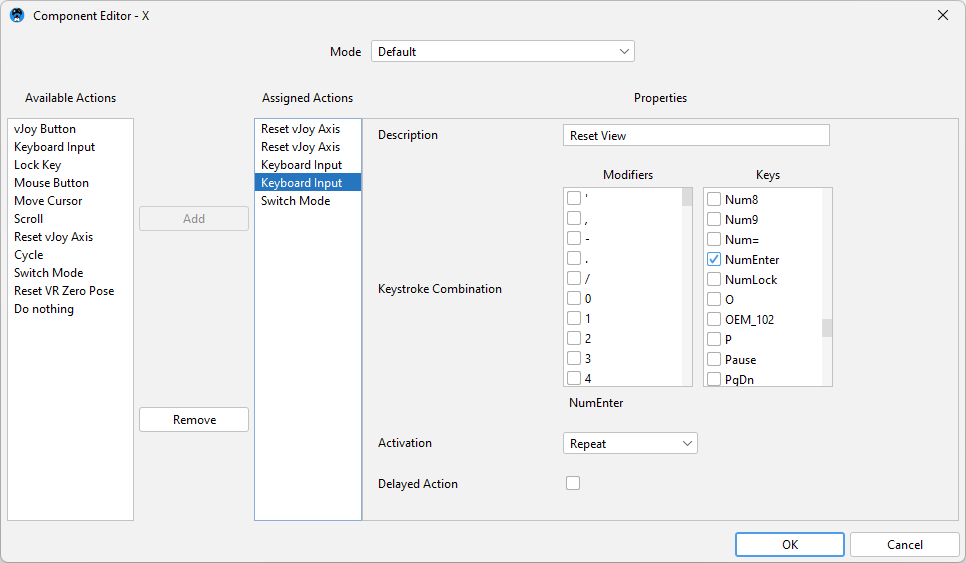 Component Editor - X
Mode Default
Available Actions
Assigned Actions
Properties
vJoy Button
Keyboard Input
Lock Key
Mouse Button
Move Cursor
Scroll
Reset vJoy Axis
Cycle
Switch Mode
Reset VR Zero Pose
Do nothing
Add
Remove
Reset vJoy Axis
Reset vJoy Axis
Keyboard Input
Keyboard Input
Switch Mode
Description Reset View
Keystroke Combination
Modifiers
'
,
-
.
/
0
1
2
3
4
Keys
Num8
Num9
Num=
NumEnter
NumLock
O
OEM_102
P
Pause
PgDn
NumEnter
Activation Repeat
Delayed Action
OK
Cancel